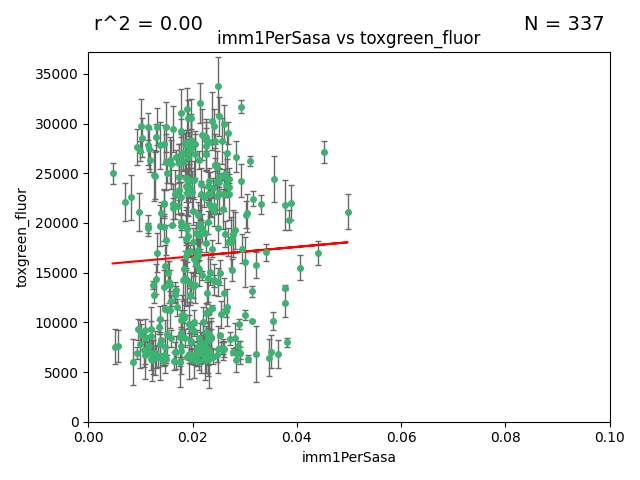 r^2 = 0.00
N = 337
imm1PerSasa vs toxgreen_fluor
toxgreen_fluor
35000
30000
25000
20000
15000
10000
5000
0
0.00 0.02 0.04 0.06 0.08 0.10
imm1PerSasa